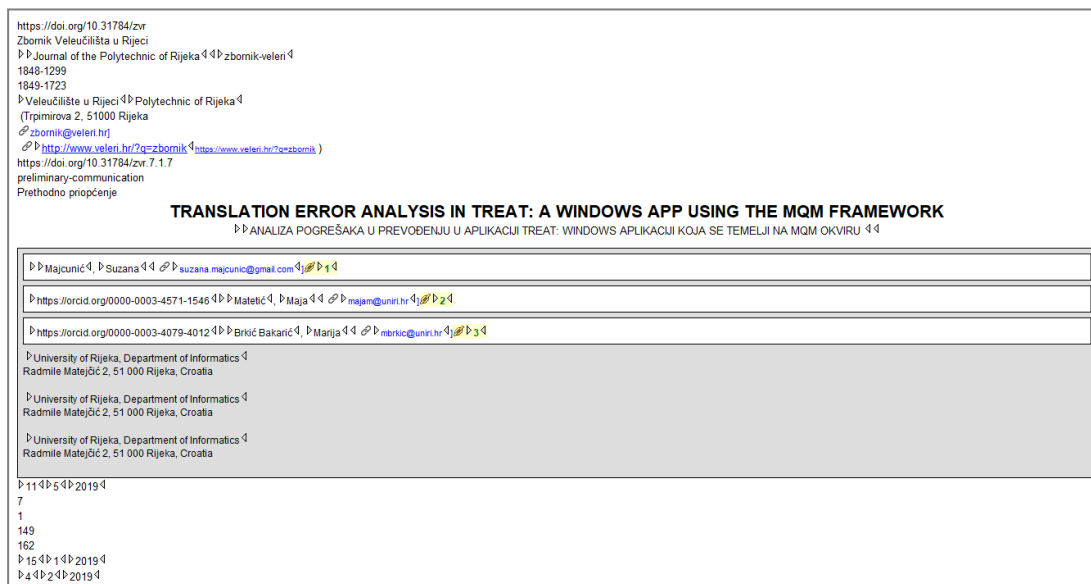 https://doi.org/10.31784/zvr
Zbornik Veleučilišta u Rijeci
Journal of the Polytechnic of Rijeka zbornik-veleri
1848-1299
1849-1723
Veleučilište u Rijeci Polytechnic of Rijeka
(Trpimirova 2, 51000 Rijeka
zbornik@veleri.hr]
http://www.veleri.hr/?q=zbornik https://www.veleri.hr/?q=zbornik )
https://doi.org/10.31784/zvr.7.1.7
preliminary-communication
Prethodno priopćenje
TRANSLATION ERROR ANALYSIS IN TREAT: A WINDOWS APP USING THE MQM FRAMEWORK
ANALIZA POGREŠAKA U PREVOĐENJU U APLIKACIJI TREAT: WINDOWS APLIKACIJI KOJA SE TEMELJI NA MQM OKVIRU
Majcunić, Suzana suzana.majcunic@gmail.com ] 1
https://orcid.org/0000-0003-4571-1546 Matetić, Maja majam@uniri.hr ] 2
https://orcid.org/0000-0003-4079-4012 Brkić Bakarić, Marija mbrkic@uniri.hr ] 3
University of Rijeka, Department of Informatics
Radmile Matejčić 2, 51 000 Rijeka, Croatia
University of Rijeka, Department of Informatics
Radmile Matejčić 2, 51 000 Rijeka, Croatia
University of Rijeka, Department of Informatics
Radmile Matejčić 2, 51 000 Rijeka, Croatia
11 5 2019
7
1
149
162
15 1 2019
4 2 2019